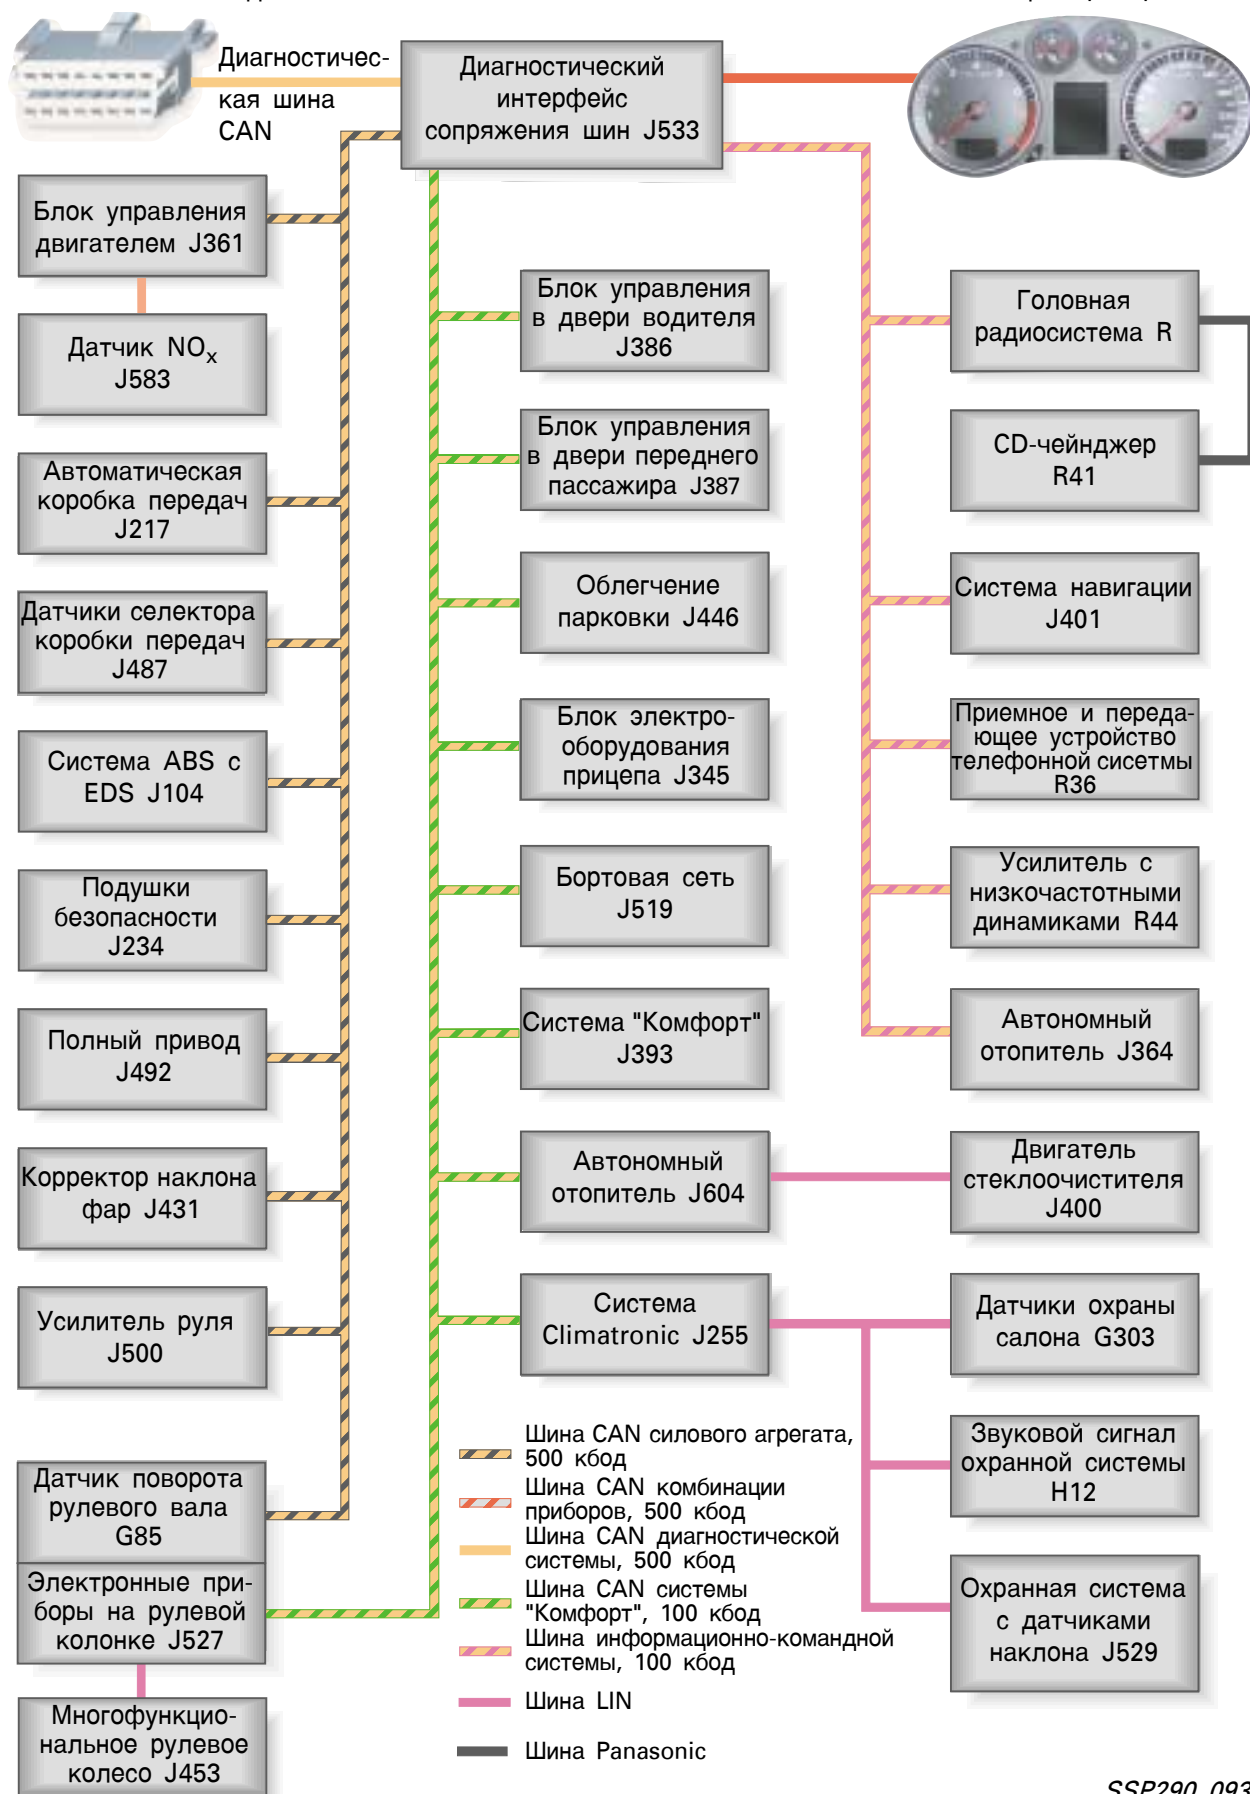 Диагностичес-
кая шина
CAN
Диагностический
интерфейс
сопряжения шин J533
Блок управления
двигателем J361
Датчик NOx
J583
Автоматическая
коробка передач
J217
Датчики селектора
коробки передач
J487
Система ABS с
EDS J104
Подушки
безопасности
J234
Полный привод
J492
Корректор наклона
фар J431
Усилитель руля
J500
Датчик поворота
рулевого вала
G85
Электронные при-
боры на рулевой
колонке J527
Многофункцио-
нальное рулевое
колесо J453
Блок управления
в двери водителя
J386
Блок управления
в двери переднего
пассажира J387
Облегчение
парковки J446
Блок электро-
оборудования
прицепа J345
Бортовая сеть
J519
Система "Комфорт"
J393
Автономный
отопитель J604
Система
Climatronic J255
Головная
радиосистема R
CD-чейнджер
R41
Система навигации
J401
Приемное и переда-
ющее устройство
телефонной сисетмы
R36
Усилитель с
низкочастотными
динамиками R44
Автономный
отопитель J364
Двигатель
стеклоочистителя
J400
Датчики охраны
салона G303
Звуковой сигнал
охранной системы
H12
Охранная система
с датчиками
наклона J529
Шина CAN силового агрегата,
500 кбод
Шина CAN комбинации
приборов, 500 кбод
Шина CAN диагностической
системы, 500 кбод
Шина CAN системы
"Комфорт", 100 кбод
Шина информационно-командной
системы, 100 кбод
Шина LIN
Шина Panasonic
SSP290 093